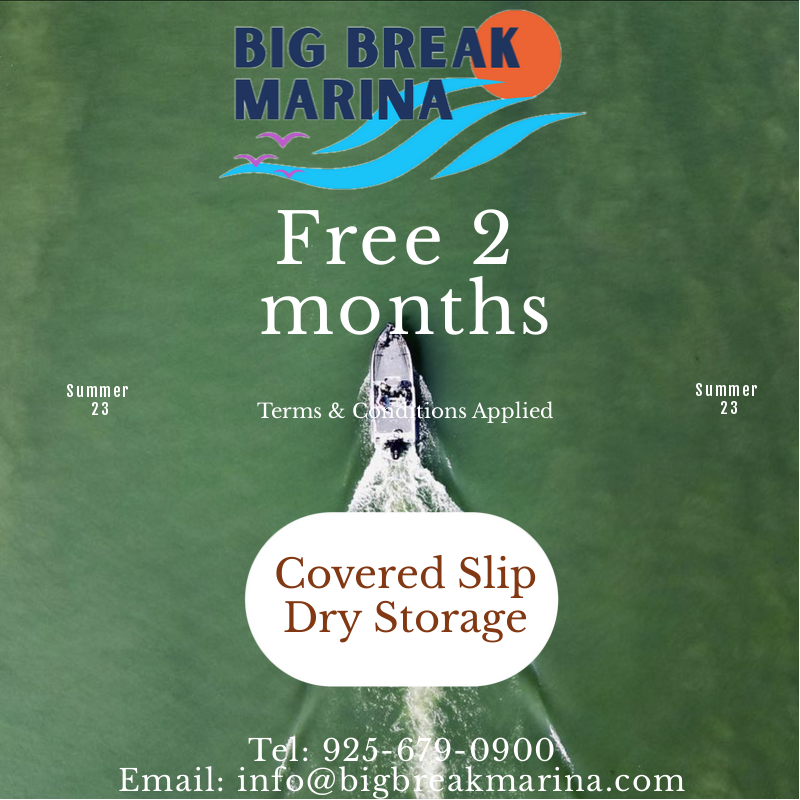 BIG BREAK
MARINA
Free 2
months
Summer
23
Summer
23
Terms & Conditions Applied
Covered Slip
Dry Storage
Tel: 925-679-0900
Email: info@bigbreakmarina.com